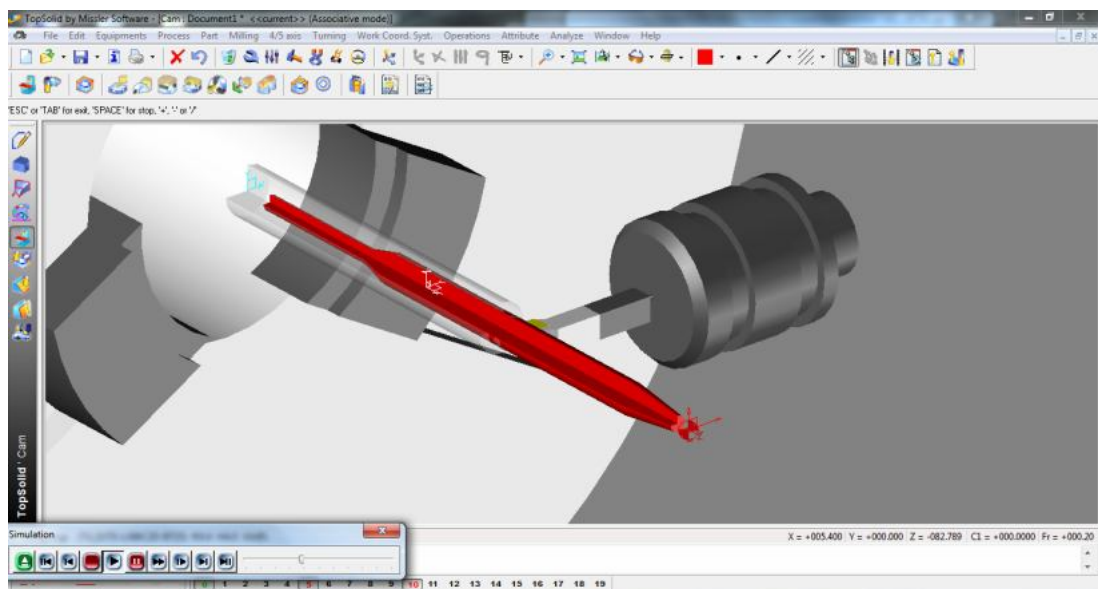 TopSolid by Missler Software - [Cam : Document1 * <<current>> (Associative mode)]
File Edit Equipments Process Part Milling 4/5 axis Turning Work Coord. Syst. Operations Attribute Analyze Window Help
'ESC' or 'TAB' for exit, 'SPACE' for stop, '+', '-' or '/'
TopSolid'Cam
Simulation
X = +005.400 Y = +000.000 Z = -082.789 C1 = +000.0000 Fr = +000.20
0 1 2 3 4 5 6 7 8 9 10 11 12 13 14 15 16 17 18 19